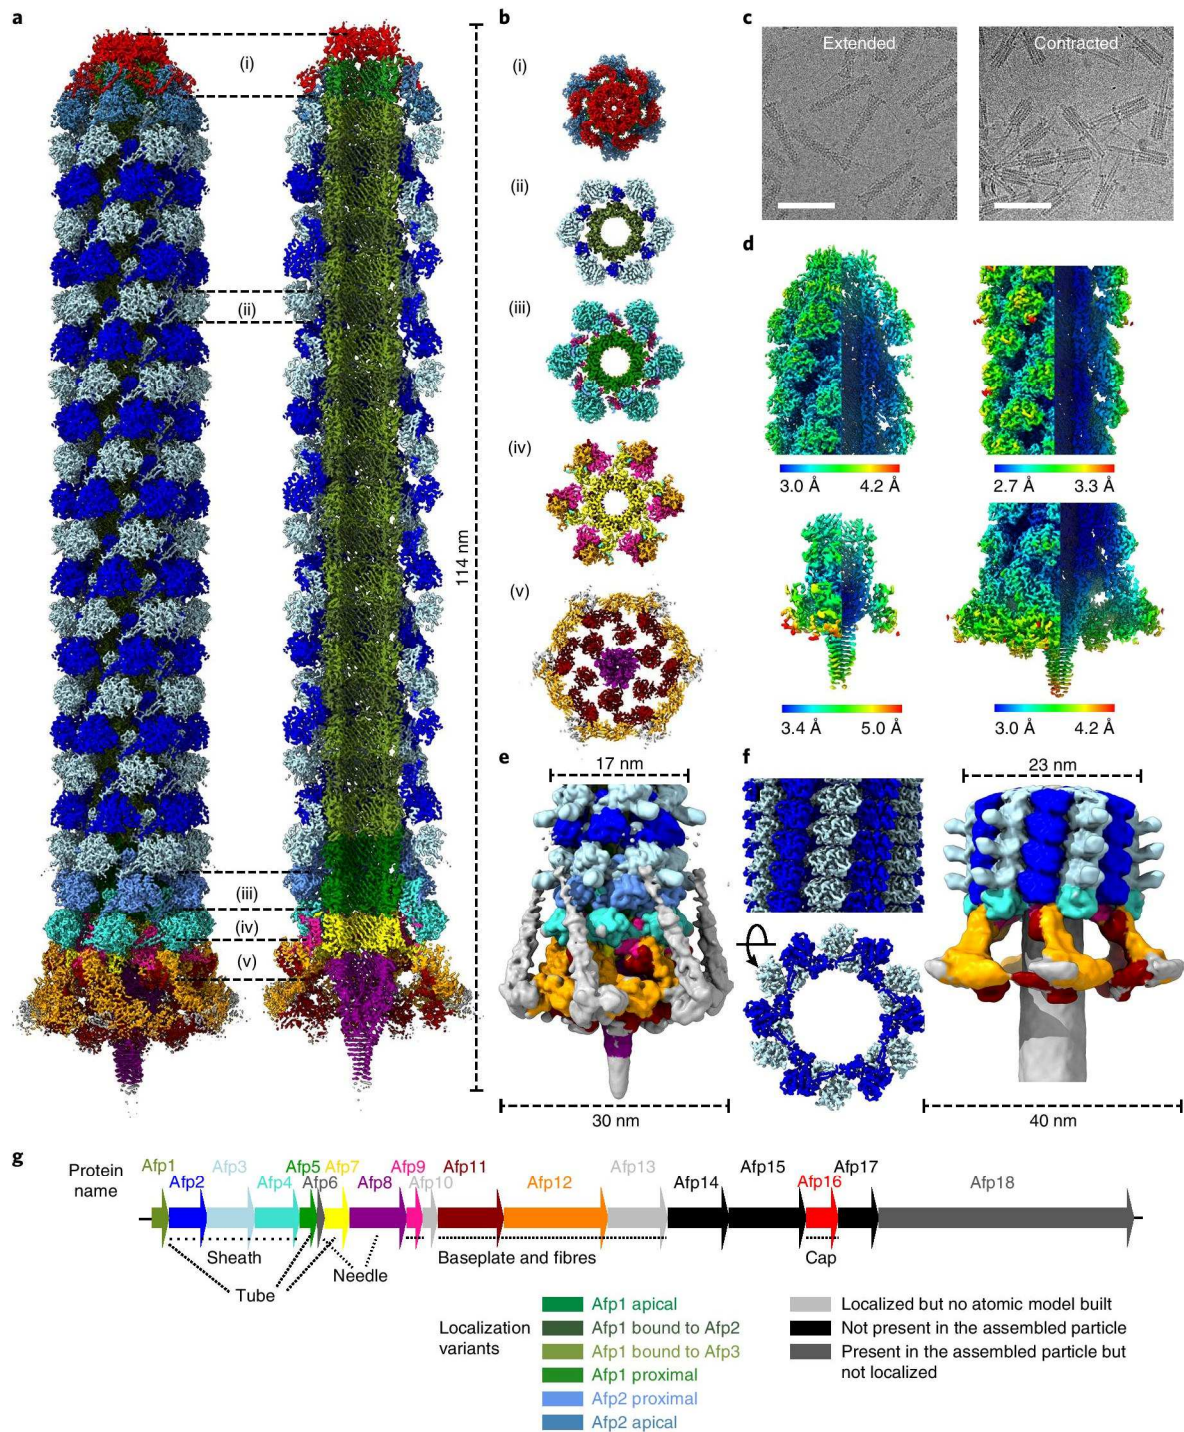 a
(i)
(ii)
(iii)
(iv)
(v)
114 nm
b
(i)
(ii)
(iii)
(iv)
(v)
c
Extended
Contracted
d
3.0 Å 4.2 Å
2.7 Å 3.3 Å
3.4 Å 5.0 Å
3.0 Å 4.2 Å
e
17 nm
30 nm
f
23 nm
40 nm
g
Protein name
Afp1
Afp2
Afp3
Afp4
Afp5
Afp6
Afp7
Afp8
Afp9
Afp10
Afp11
Afp12
Afp13
Afp14
Afp15
Afp16
Afp17
Afp18
Sheath
Tube
Needle
Baseplate and fibres
Cap
Localization
variants
Afp1 apical
Afp1 bound to Afp2
Afp1 bound to Afp3
Afp1 proximal
Afp2 proximal
Afp2 apical
Localized but no atomic model built
Not present in the assembled particle
Present in the assembled particle but
not localized